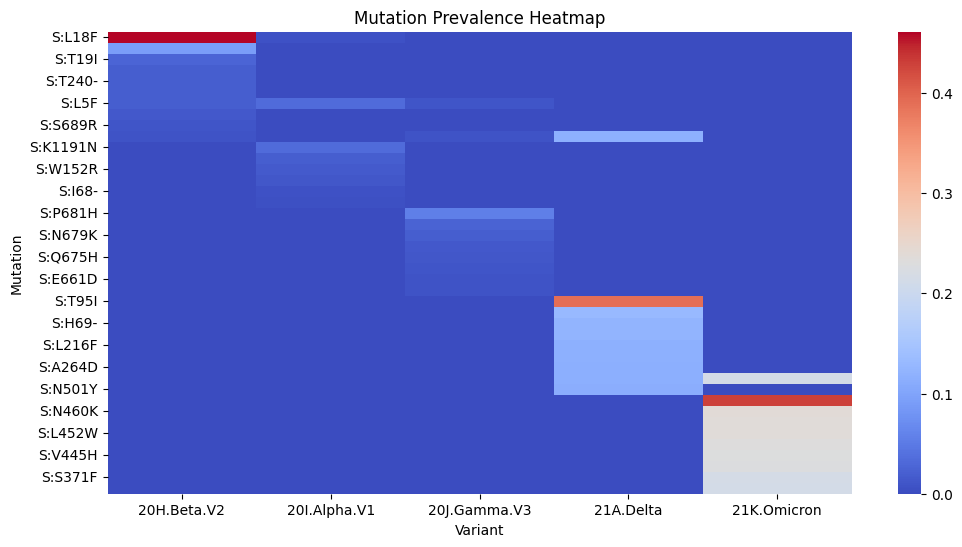 Mutation Prevalence Heatmap
S:L18F
S:T19I
S:T240-
S:L5F
S:S689R
S:K1191N
S:W152R
S:I68-
S:P681H
S:N679K
S:Q675H
S:E661D
S:T95I
S:H69-
S:L216F
S:A264D
S:N501Y
S:N460K
S:L452W
S:V445H
S:S371F
Mutation
20H.Beta.V2 20I.Alpha.V1 20J.Gamma.V3 21A.Delta 21K.Omicron
Variant
0.4
0.3
0.2
0.1
0.0